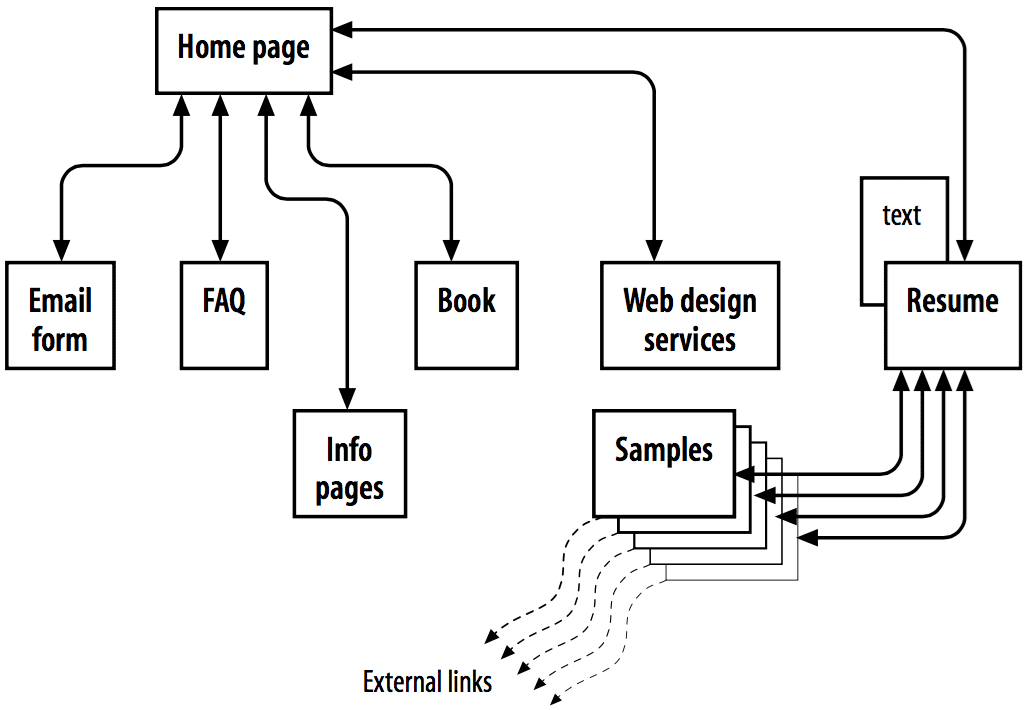 Home page
text
Email
form
FAQ
Book
Web design
services
Resume
Info
pages
Samples
External links